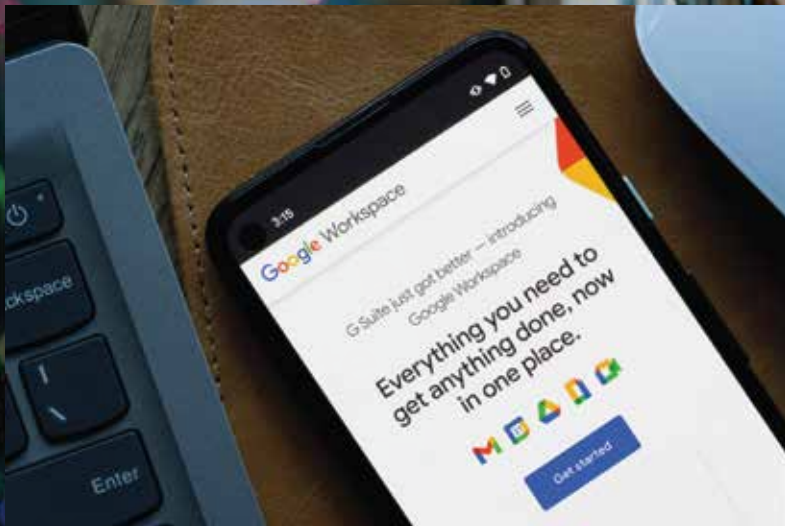 3:15
Google Workspace
G Suite just got better — introducing
Google Workspace
Everything you need to
get anything done, now
in one place.
31
Get started
ckspace
\
Enter